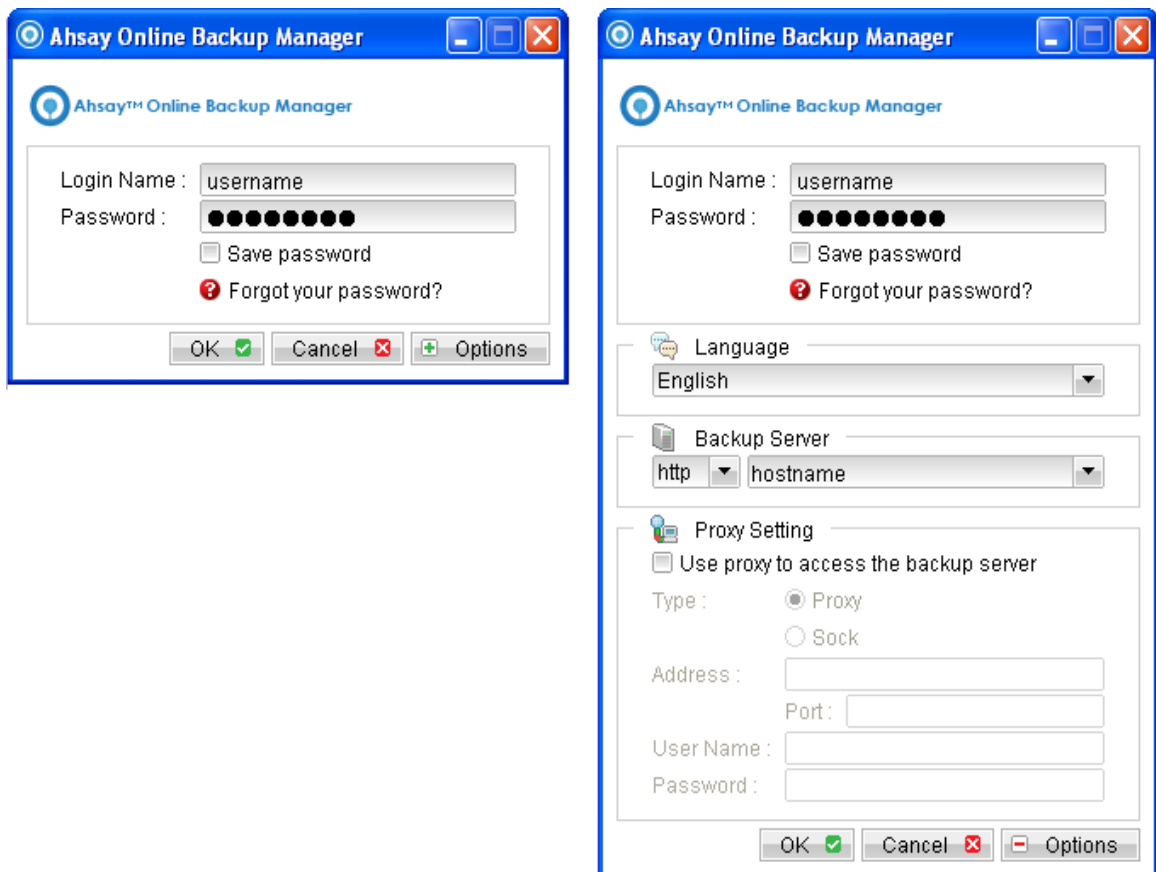 Ahsay Online Backup Manager
Ahsay™ Online Backup Manager
Login Name : username
Password : ●●●●●●●●
Save password
Forgot your password?
OK Cancel Options
Ahsay Online Backup Manager
Ahsay™ Online Backup Manager
Login Name : username
Password : ●●●●●●●●
Save password
Forgot your password?
Language
English
Backup Server
http hostname
Proxy Setting
Use proxy to access the backup server
Type : Proxy
Sock
Address :
Port :
User Name :
Password :
OK Cancel Options